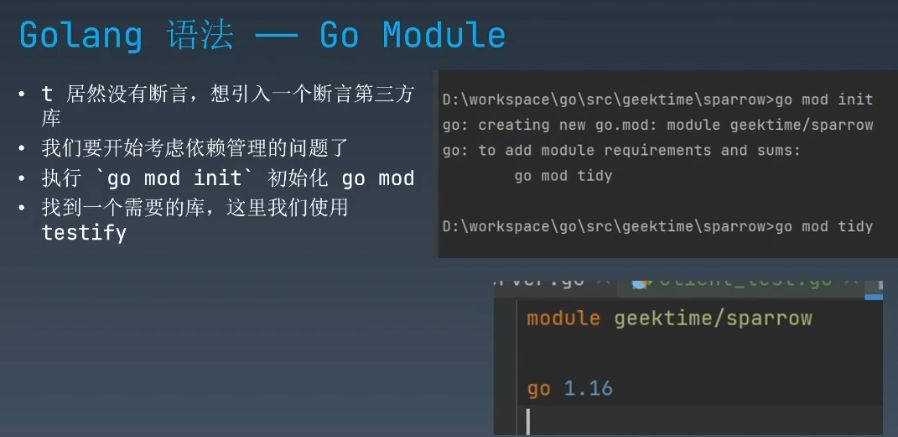 Golang 语法 —— Go Module
• t 居然没有断言，想引入一个断言第三方
库
• 我们要开始考虑依赖管理的问题了
• 执行 `go mod init` 初始化 go mod
• 找到一个需要的库，这里我们使用
testify
D:\workspace\go\src\geektime\sparrow>go mod init
go: creating new go.mod: module geektime/sparrow
go: to add module requirements and sums:
go mod tidy
D:\workspace\go\src\geektime\sparrow>go mod tidy
client_test.go
module geektime/sparrow
go 1.16